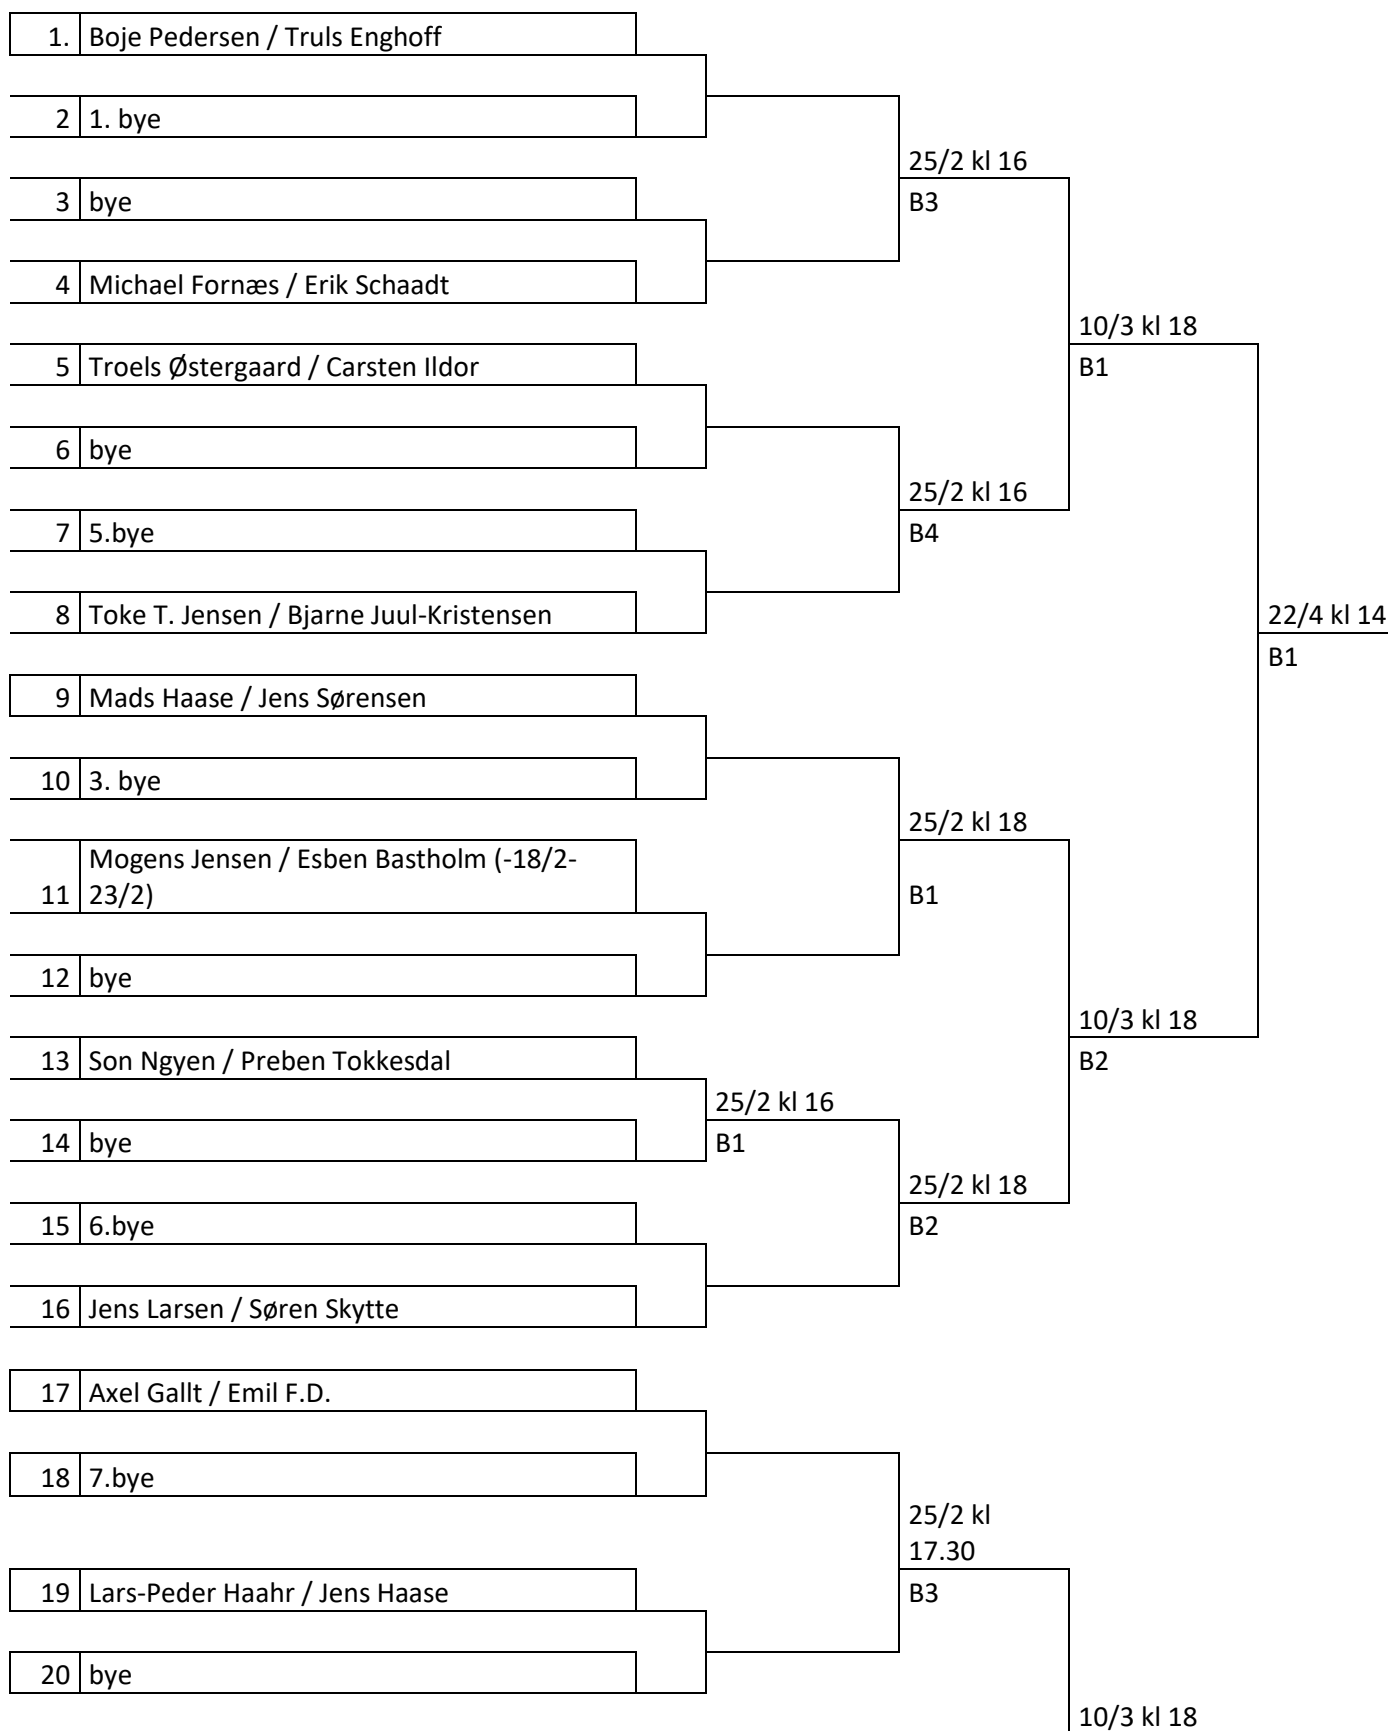 1. Boje Pedersen / Truls Enghoff
2 1. bye
25/2 kl 16
3 bye
B3
4 Michael Fornæs / Erik Schaadt
10/3 kl 18
5 Troels Østergaard / Carsten Ildor
B1
6 bye
25/2 kl 16
7 5.bye
B4
8 Toke T. Jensen / Bjarne Juul-Kristensen
22/4 kl 14
B1
9 Mads Haase / Jens Sørensen
10 3. bye
25/2 kl 18
Mogens Jensen / Esben Bastholm (-18/2-
11 23/2)
B1
12 bye
10/3 kl 18
13 Son Ngyen / Preben Tokkesdal
B2
25/2 kl 16
14 bye
B1
25/2 kl 18
15 6.bye
B2
16 Jens Larsen / Søren Skytte
17 Axel Gallt / Emil F.D.
18 7.bye
25/2 kl
17.30
19 Lars-Peder Haahr / Jens Haase
B3
20 bye
10/3 kl 18